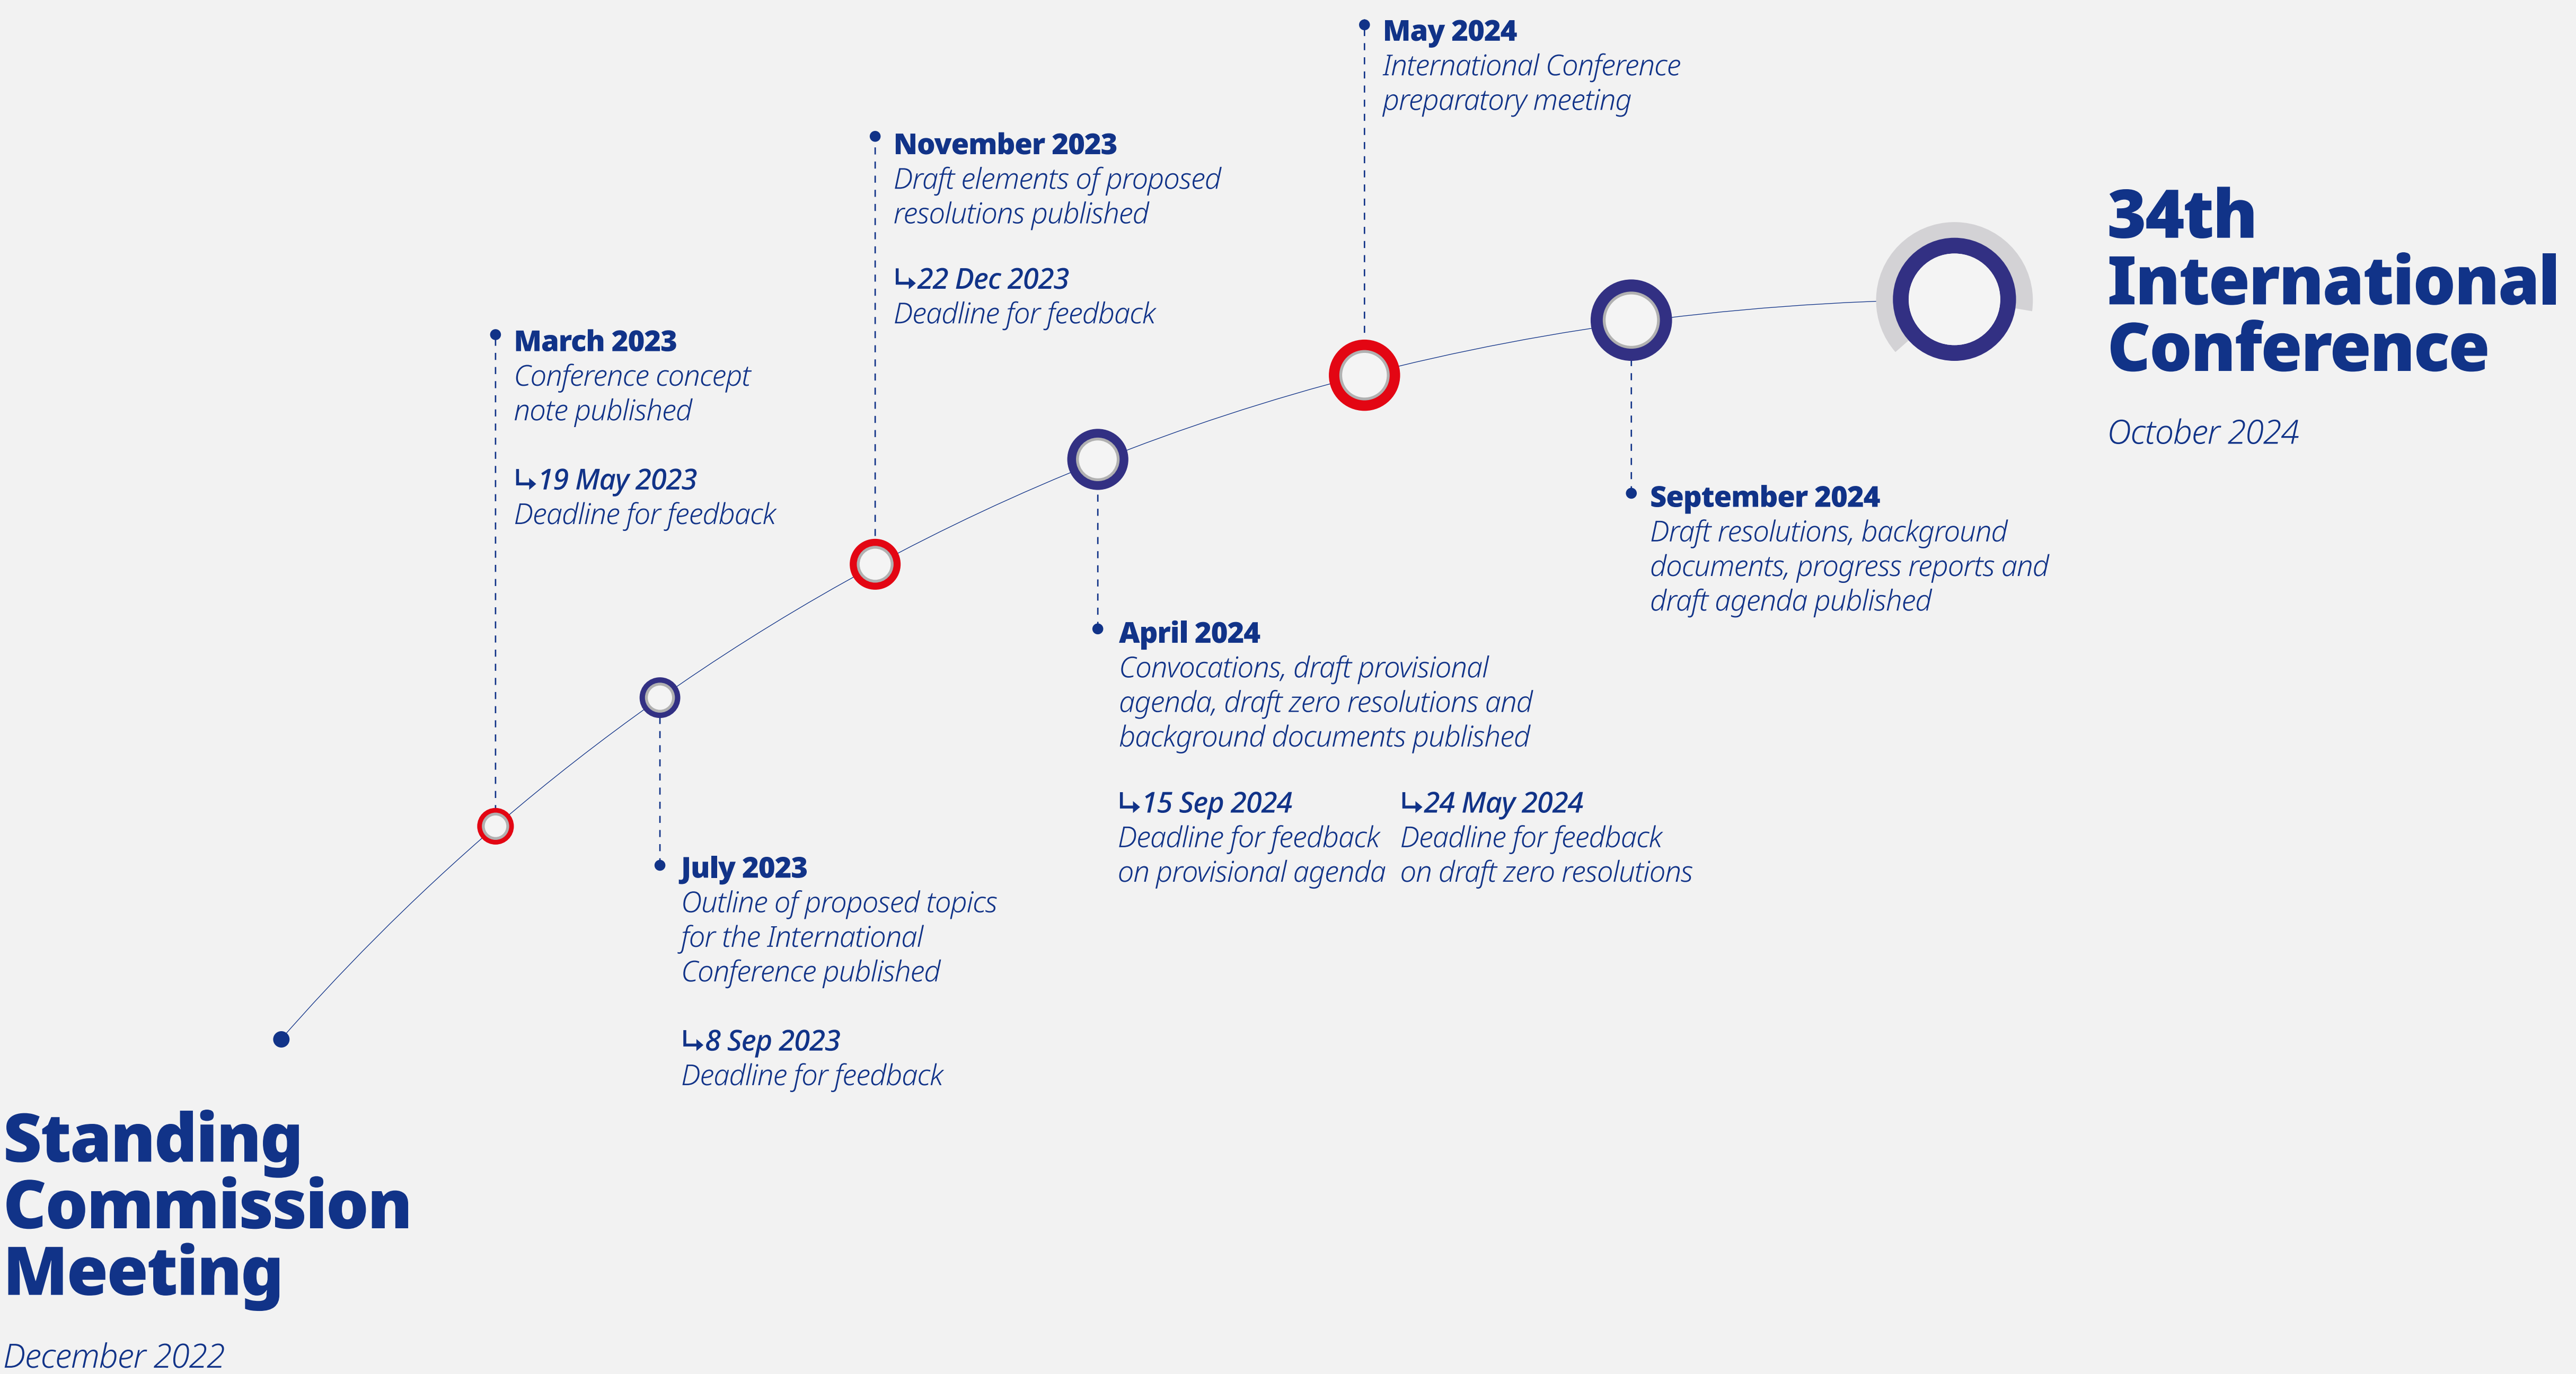 May 2024
International Conference
preparatory meeting
November 2023
Draft elements of proposed
resolutions published
↳22 Dec 2023
Deadline for feedback
34th
International
Conference
October 2024
March 2023
Conference concept
note published
↳19 May 2023
Deadline for feedback
September 2024
Draft resolutions, background
documents, progress reports and
draft agenda published
April 2024
Convocations, draft provisional
agenda, draft zero resolutions and
background documents published
↳15 Sep 2024
Deadline for feedback
on provisional agenda
↳24 May 2024
Deadline for feedback
on draft zero resolutions
July 2023
Outline of proposed topics
for the International
Conference published
↳8 Sep 2023
Deadline for feedback
Standing
Commission
Meeting
December 2022